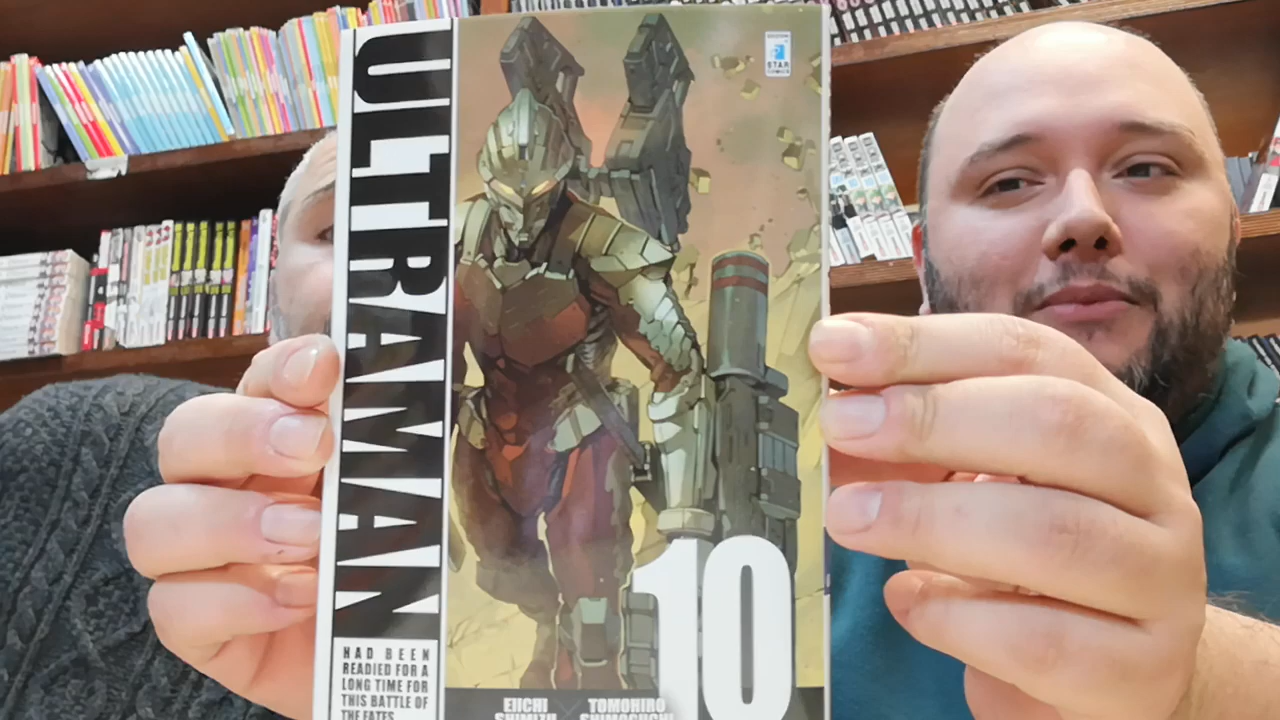 ULTRAMAN
HAD BEEN
READIED FOR A
LONG TIME FOR
THIS BATTLE OF
THE FATES
EIICHI
SHIMIZU
TOMOHIRO
SHIMOGUCHI
10
STAR
COMICS